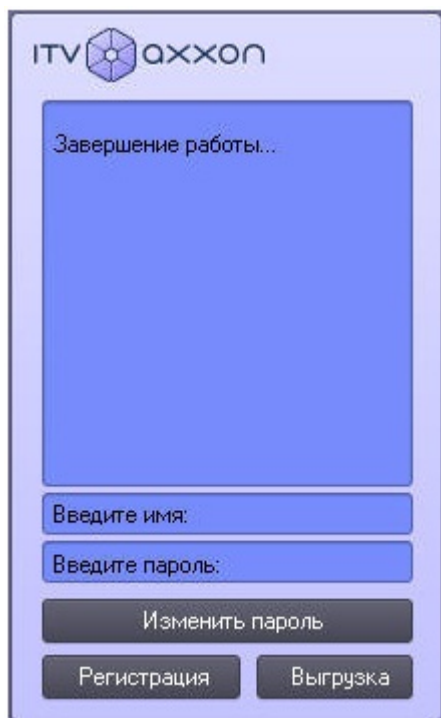 ITV axxon
Завершение работы...
Введите имя:
Введите пароль:
Изменить пароль
Регистрация Выгрузка